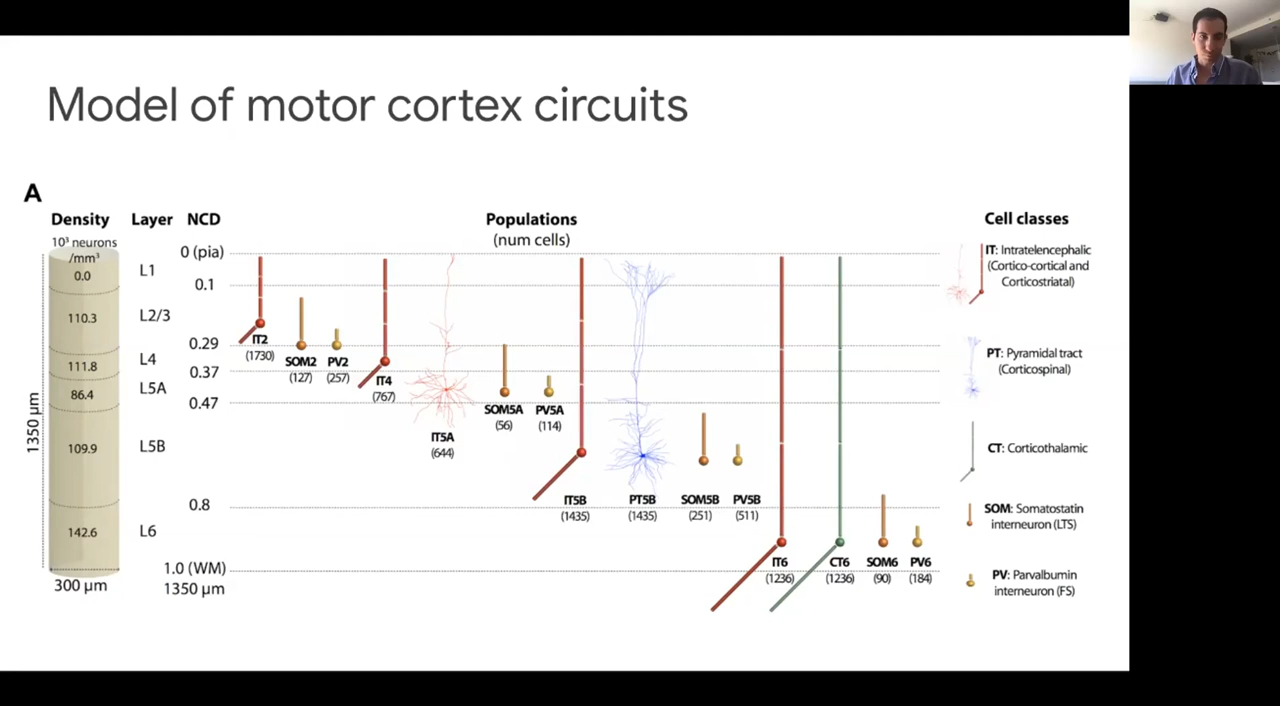 Model of motor cortex circuits
A
Density
Layer
NCD
Populations
(num cells)
Cell classes
10³ neurons
/mm³
0.0
110.3
111.8
86.4
109.9
142.6
1350 µm
300 µm
L1
L2/3
L4
L5A
L5B
L6
0 (pia)
0.1
0.29
0.37
0.47
0.8
1.0 (WM)
1350 µm
IT2
(1730)
SOM2
(127)
PV2
(257)
IT4
(767)
IT5A
(644)
SOM5A
(56)
PV5A
(114)
IT5B
(1435)
PT5B
(1435)
SOM5B
(251)
PV5B
(511)
IT6
(1236)
CT6
(1236)
SOM6
(90)
PV6
(184)
IT: Intratelencephalic
(Cortico-cortical and
Corticostriatal)
PT: Pyramidal tract
(Corticospinal)
CT: Corticothalamic
SOM: Somatostatin
interneuron (LTS)
PV: Parvalbumin
interneuron (FS)